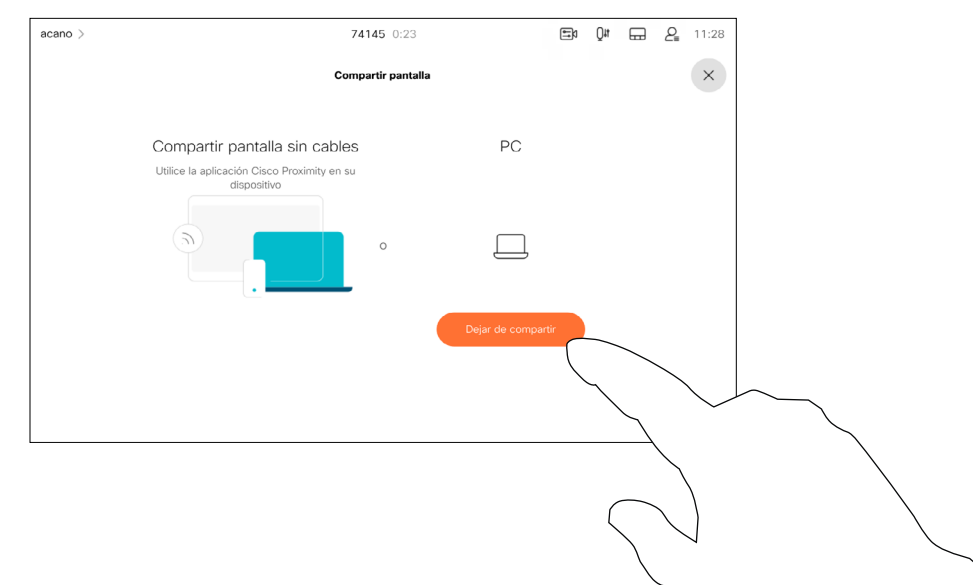 acano > 74145 0:23 11:28
Compartir pantalla
Compartir pantalla sin cables
Utilice la aplicación Cisco Proximity en su
dispositivo
o
PC
Dejar de compartir